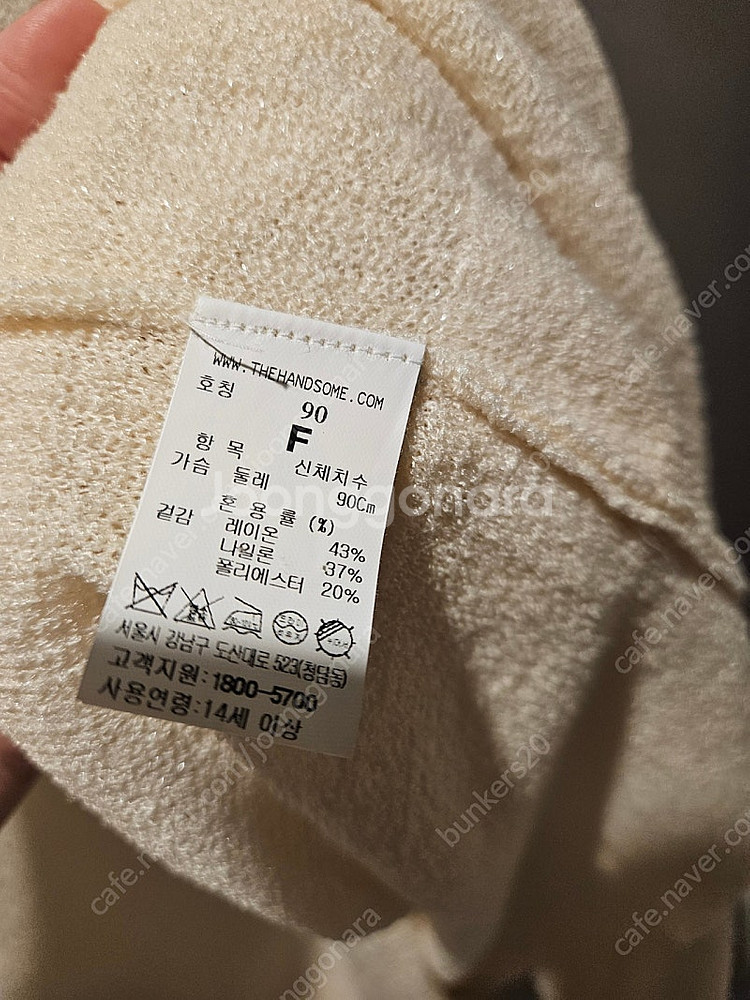 WWW.THEHANDSOME.COM
호칭 90
F
항 목 신체치수
가슴 둘레 90Cm
혼 용 률 (%)
겉감 레이온 43%
나일론 37%
폴리에스터 20%
서울시 강남구 도산대로 523(청담동)
고객지원:1800-5700
사용연령:14세 이상
Joonggonara
bunkers20
cafe.naver.com/joonggonara
bunkers20
cafe.naver.com